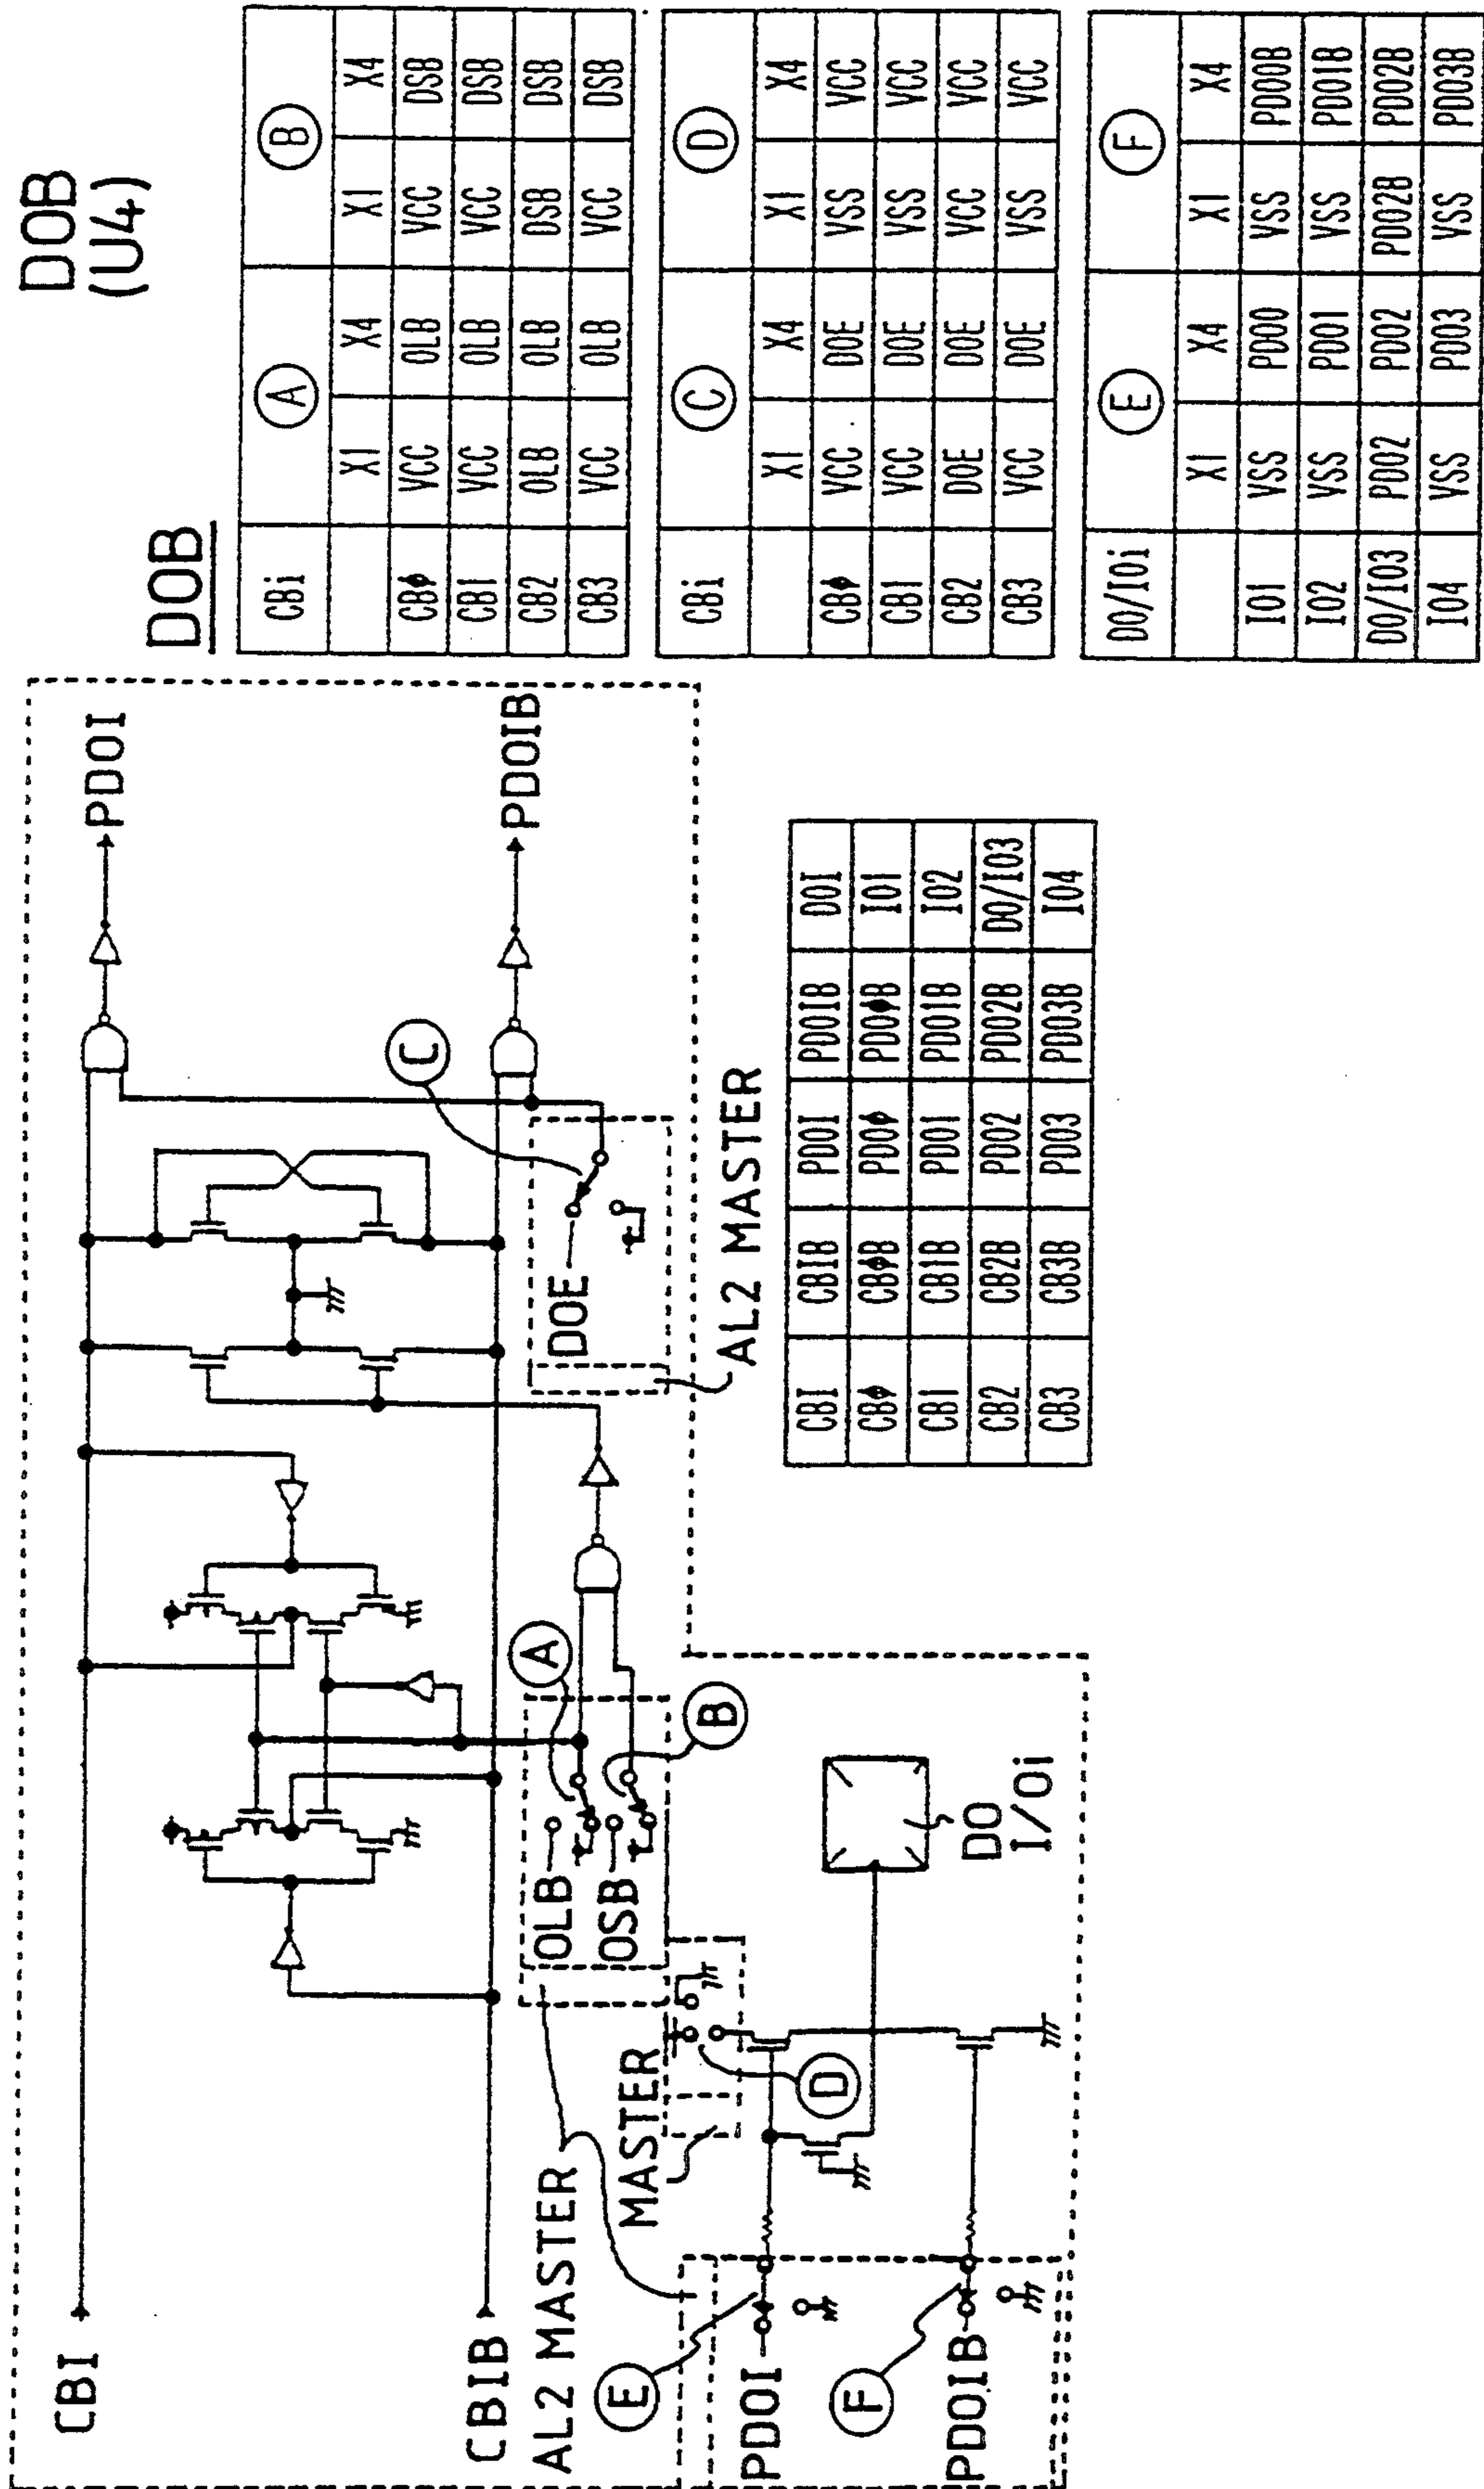 DOB
(U4)
DOB
CBI
PDOI
CBIB
PDOIB
AL2 MASTER
OLB
OSB
A
B
DOE
C
AL2 MASTER
MASTER
D
E
PDOI
F
PDOIB
DO
I/Oi
CBI CBIB PDOI PDOIB DOI
CBφ CBφB PDOφ PDOφB IO1
CB1 CB1B PDO1 PDO1B IO2
CB2 CB2B PDO2 PDO2B DO/IO3
CB3 CB3B PDO3 PDO3B IO4
CBi A B
X1 X4 X1 X4
CBφ VCC OLB VCC DSB
CB1 VCC OLB VCC DSB
CB2 OLB OLB DSB DSB
CB3 VCC OLB VCC DSB
CBi C D
X1 X4 X1 X4
CBφ VCC DOE VSS VCC
CB1 VCC DOE VSS VCC
CB2 DOE DOE VCC VCC
CB3 VCC DOE VSS VCC
DO/IOi E F
X1 X4 X1 X4
IO1 VSS PDO0 VSS PDO0B
IO2 VSS PDO1 VSS PDO1B
DO/IO3 PDO2 PDO2 PDO2B PDO2B
IO4 VSS PDO3 VSS PDO3B